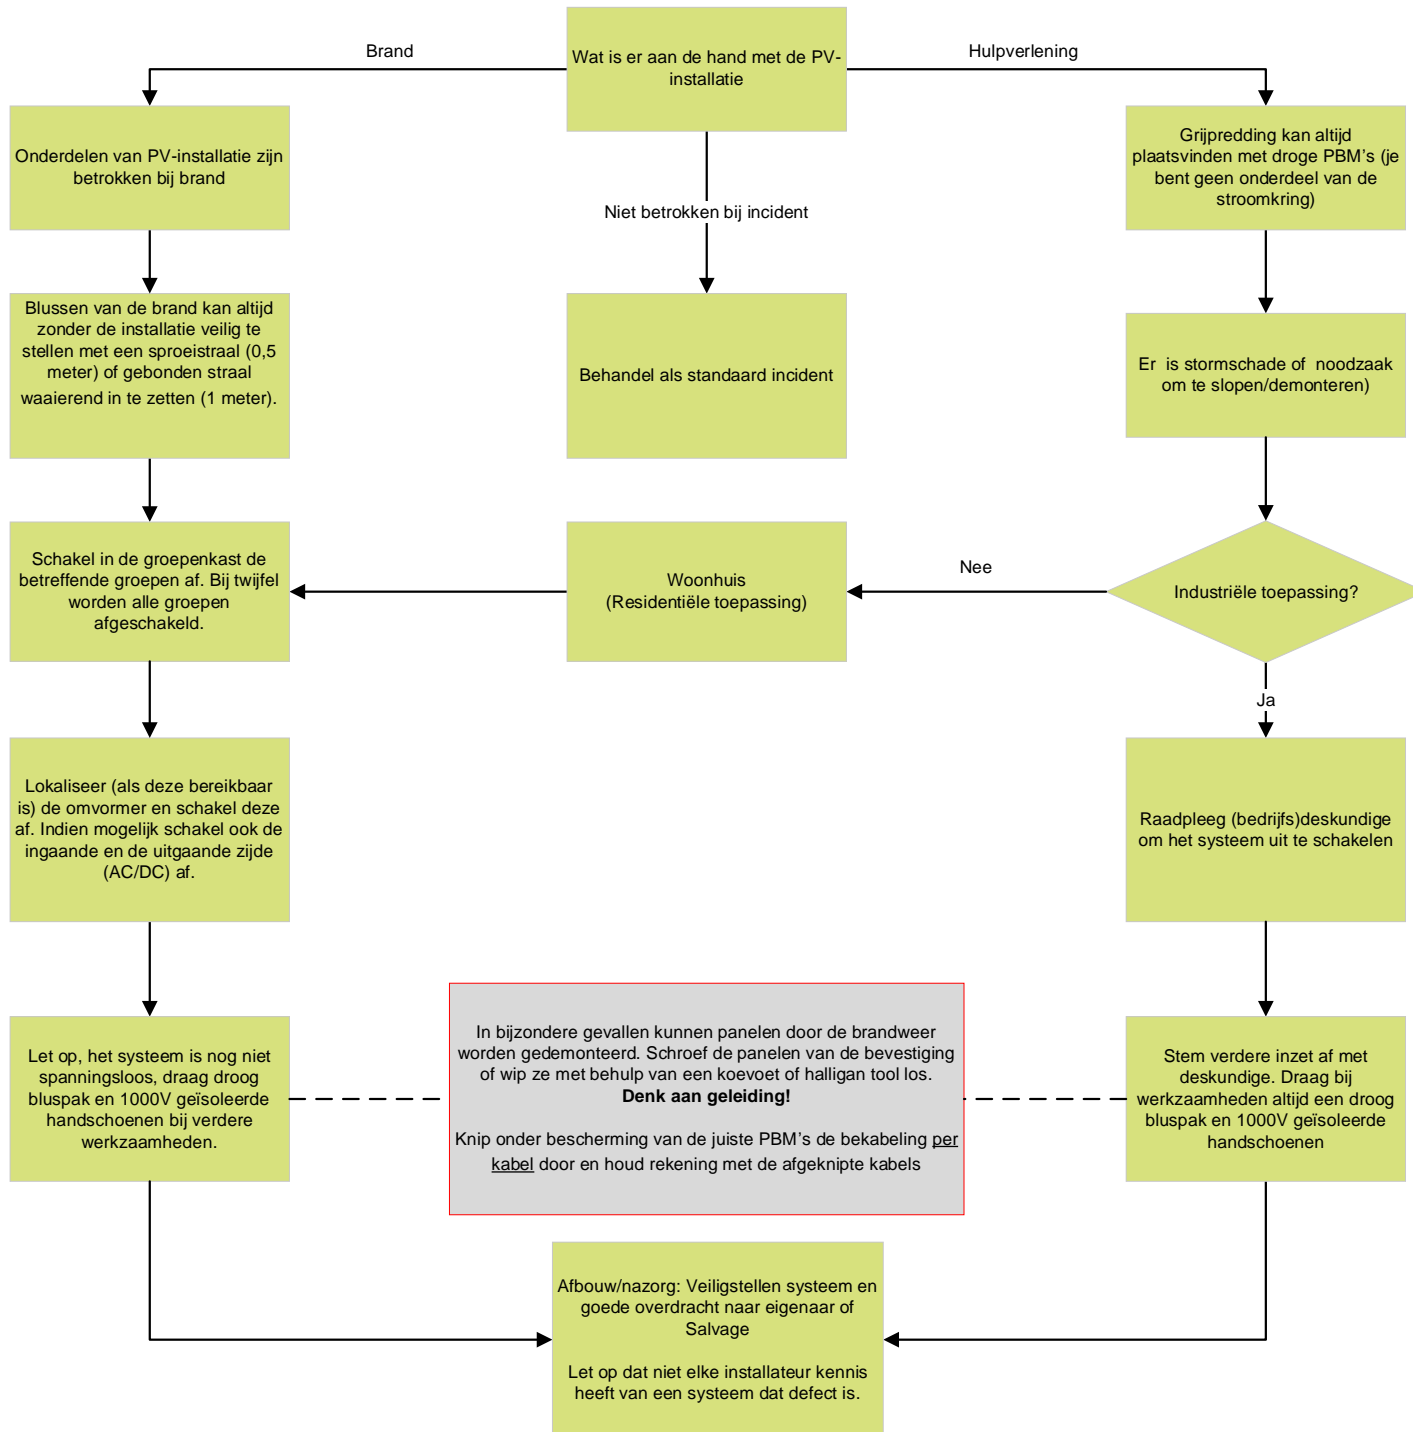 Wat is er aan de hand met de PV-
installatie
Brand
Hulpverlening
Onderdelen van PV-installatie zijn
betrokken bij brand
Grijpredding kan altijd
plaatsvinden met droge PBM's (je
bent geen onderdeel van de
stroomkring)
Niet betrokken bij incident
Blussen van de brand kan altijd
zonder de installatie veilig te
stellen met een sproeistraal (0,5
meter) of gebonden straal
waaierend in te zetten (1 meter).
Behandel als standaard incident
Er  is stormschade of  noodzaak
om te slopen/demonteren)
Schakel in de groepenkast de
betreffende groepen af. Bij twijfel
worden alle groepen
afgeschakeld.
Woonhuis
(Residentiële toepassing)
Nee
Industriële toepassing?
Ja
Lokaliseer (als deze bereikbaar
is) de omvormer en schakel deze
af. Indien mogelijk schakel ook de
ingaande en de uitgaande zijde
(AC/DC) af.
Raadpleeg (bedrijfs)deskundige
om het systeem uit te schakelen
Let op, het systeem is nog niet
spanningsloos, draag droog
bluspak en 1000V geïsoleerde
handschoenen bij verdere
werkzaamheden.
In bijzondere gevallen kunnen panelen door de brandweer
worden gedemonteerd. Schroef de panelen van de bevestiging
of wip ze met behulp van een koevoet of halligan tool los.
Denk aan geleiding!
Knip onder bescherming van de juiste PBM's de bekabeling per
kabel door en houd rekening met de afgeknipte kabels
Stem verdere inzet af met
deskundige. Draag bij
werkzaamheden altijd een droog
bluspak en 1000V geïsoleerde
handschoenen
Afbouw/nazorg: Veiligstellen systeem en
goede overdracht naar eigenaar of
Salvage
Let op dat niet elke installateur kennis
heeft van een systeem dat defect is.